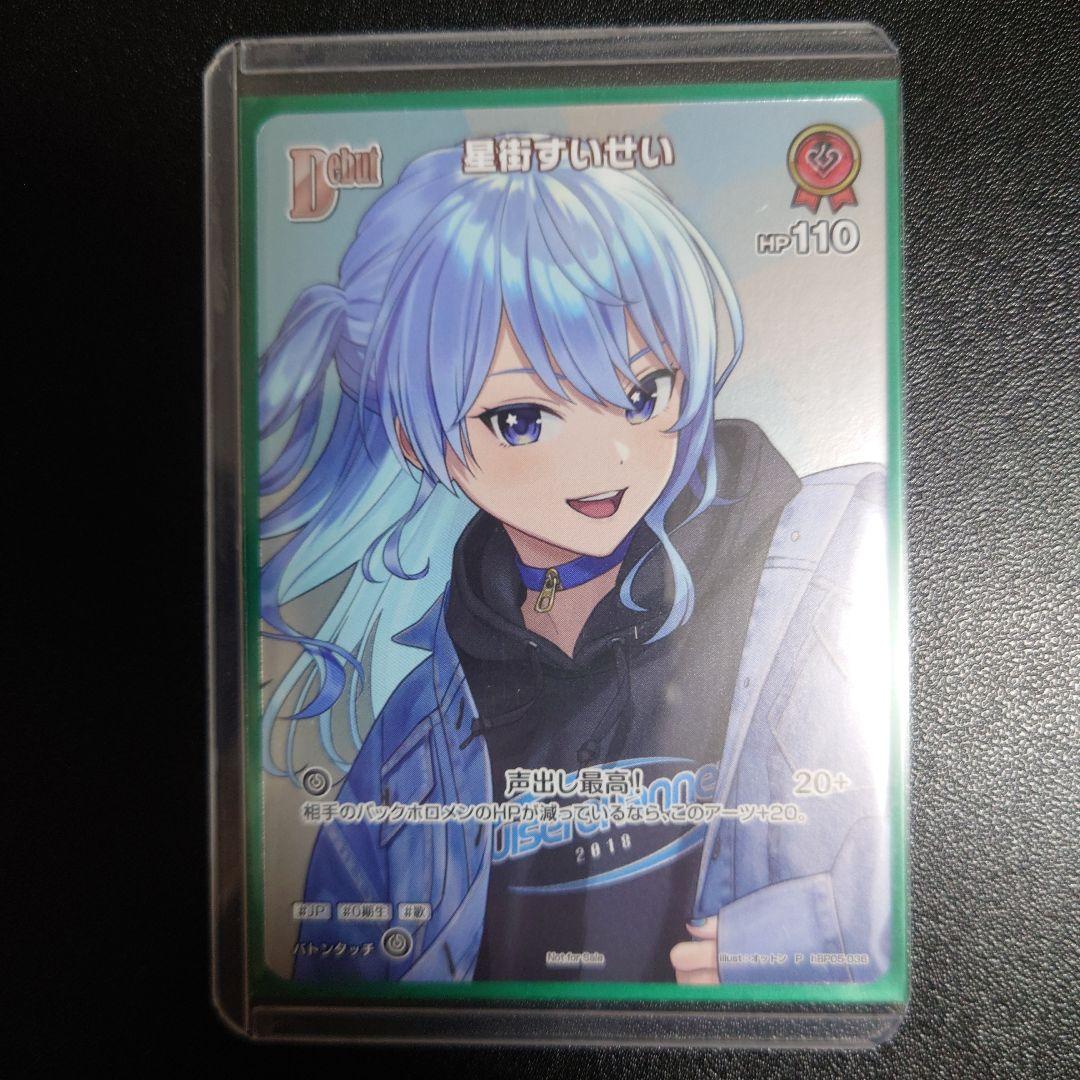 Debut
星街すいせい
HP110
声出し最高! 20+
相手のバックホロメンのHPが減っているなら、このアーツ+20。
2018
#JP #0期生 #歌
バトンタッチ
Not for Sale
illust:オットン P hBP05-036